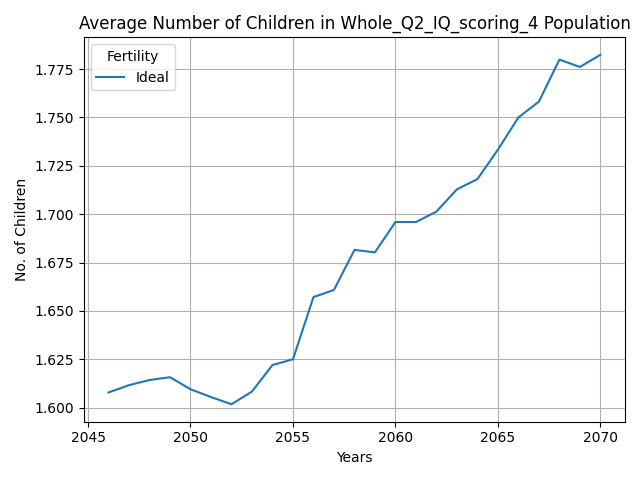 Average Number of Children in Whole_Q2_IQ_scoring_4 Population
Fertility
Ideal
No. of Children
1.775
1.750
1.725
1.700
1.675
1.650
1.625
1.600
2045 2050 2055 2060 2065 2070
Years